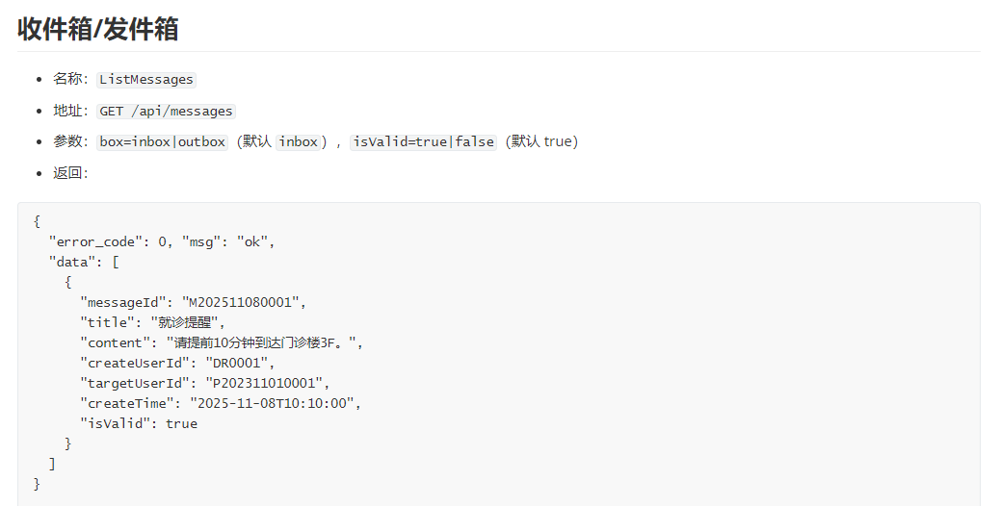 收件箱/发件箱
名称：ListMessages
地址：GET /api/messages
参数：box=inbox|outbox（默认 inbox），isValid=true|false（默认 true）
返回：
{
  "error_code": 0, "msg": "ok",
  "data": [
    {
      "messageId": "M202511080001",
      "title": "就诊提醒",
      "content": "请提前10分钟到达门诊楼3F。",
      "createUserId": "DR0001",
      "targetUserId": "P202311010001",
      "createTime": "2025-11-08T10:10:00",
      "isValid": true
    }
  ]
}